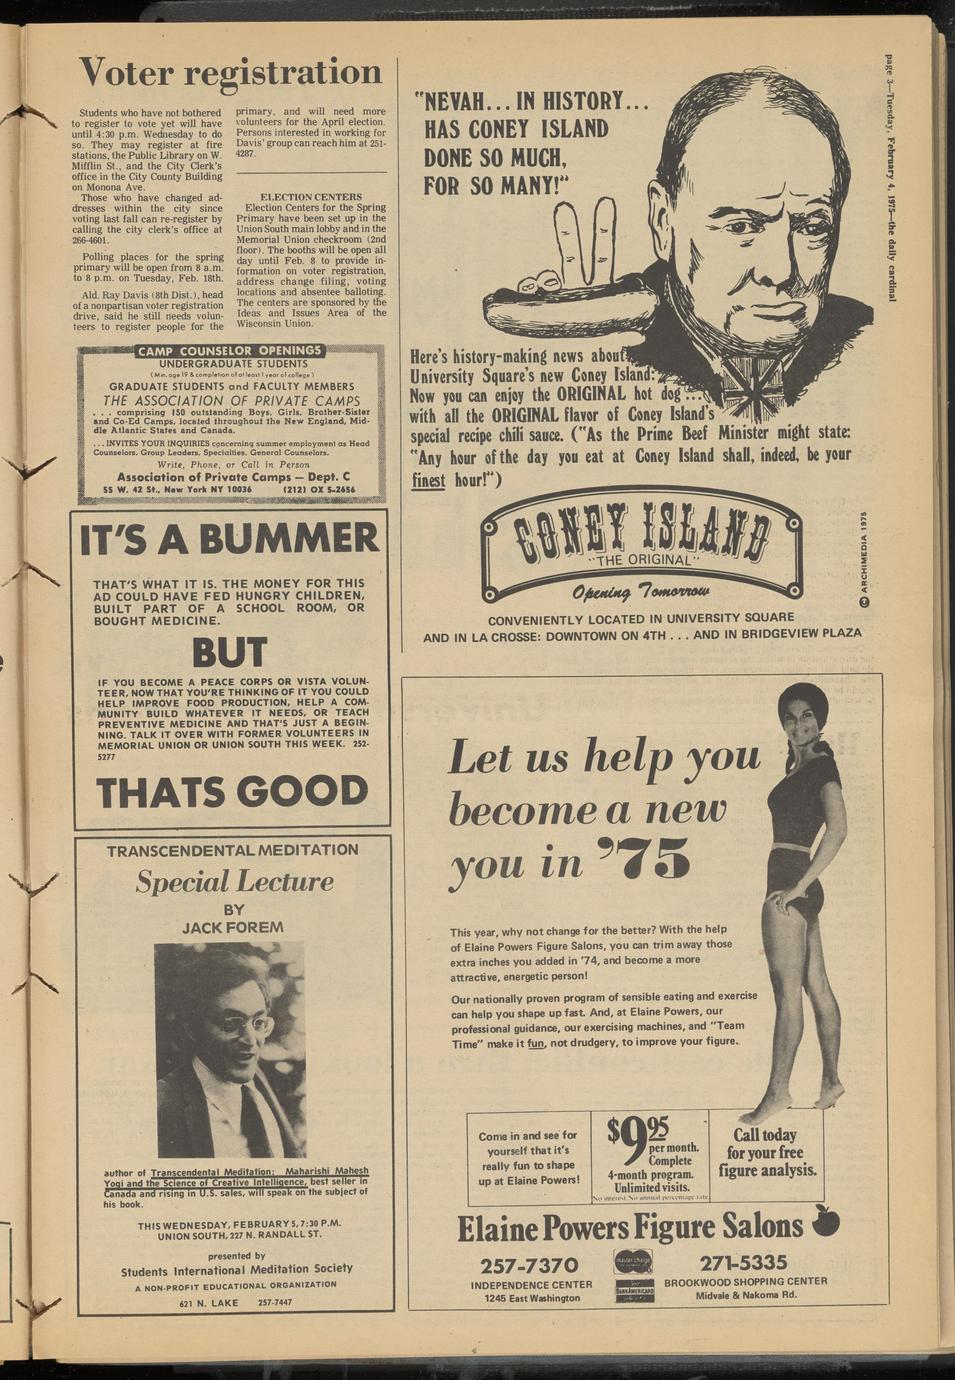 page 3—Tuesday, February 4, 1975—the daily cardinal
Voter registration
Students who have not bothered
to register to vote yet will have
until 4:30 p.m. Wednesday to do
so. They may register at fire
stations, the Public Library on W.
Mifflin St., and the City Clerk's
office in the City County Building
on Monona Ave.
Those who have changed ad-
dresses within the city since
voting last fall can re-register by
calling the city clerk's office at
266-4601.
Polling places for the spring
primary will be open from 8 a.m.
to 8 p.m. on Tuesday, Feb. 18th.
Ald. Ray Davis (8th Dist.), head
of a nonpartisan voter registration
drive, said he still needs volun-
teers to register people for the
primary, and will need more
volunteers for the April election.
Persons interested in working for
Davis' group can reach him at 251-
4287.
ELECTION CENTERS
Election Centers for the Spring
Primary have been set up in the
Union South main lobby and in the
Memorial Union checkroom (2nd
floor). The booths will be open all
day until Feb. 8 to provide in-
formation on voter registration,
address change filing, voting
locations and absentee balloting.
The centers are sponsored by the
Ideas and Issues Area of the
Wisconsin Union.
CAMP COUNSELOR OPENINGS
UNDERGRADUATE STUDENTS
(Min. age 19 & completion of at least 1 year of college)
GRADUATE STUDENTS and FACULTY MEMBERS
THE ASSOCIATION OF PRIVATE CAMPS
. . . comprising 150 outstanding Boys, Girls, Brother-Sister
and Co-Ed Camps, located throughout the New England, Mid-
dle Atlantic States and Canada.
. . . INVITES YOUR INQUIRIES concerning summer employment as Head
Counselors, Group Leaders, Specialties, General Counselors.
Write, Phone, or Call in Person
Association of Private Camps — Dept. C
55 W. 42 St., New York NY 10036 (212) OX 5-2656
IT'S A BUMMER
THAT'S WHAT IT IS. THE MONEY FOR THIS
AD COULD HAVE FED HUNGRY CHILDREN,
BUILT PART OF A SCHOOL ROOM, OR
BOUGHT MEDICINE.
BUT
IF YOU BECOME A PEACE CORPS OR VISTA VOLUN-
TEER, NOW THAT YOU'RE THINKING OF IT YOU COULD
HELP IMPROVE FOOD PRODUCTION, HELP A COM-
MUNITY BUILD WHATEVER IT NEEDS, OR TEACH
PREVENTIVE MEDICINE AND THAT'S JUST A BEGIN-
NING. TALK IT OVER WITH FORMER VOLUNTEERS IN
MEMORIAL UNION OR UNION SOUTH THIS WEEK. 252-
5277
THATS GOOD
TRANSCENDENTAL MEDITATION
Special Lecture
BY
JACK FOREM
author of Transcendental Meditation: Maharishi Mahesh
Yogi and the Science of Creative Intelligence, best seller in
Canada and rising in U.S. sales, will speak on the subject of
his book.
THIS WEDNESDAY, FEBRUARY 5, 7:30 P.M.
UNION SOUTH, 227 N. RANDALL ST.
presented by
Students International Meditation Society
A NON-PROFIT EDUCATIONAL ORGANIZATION
621 N. LAKE 257-7447
"NEVAH... IN HISTORY...
HAS CONEY ISLAND
DONE SO MUCH,
FOR SO MANY!"
Here's history-making news about
University Square's new Coney Island:
Now you can enjoy the ORIGINAL hot dog...
with all the ORIGINAL flavor of Coney Island's
special recipe chili sauce. ("As the Prime Beef Minister might state:
"Any hour of the day you eat at Coney Island shall, indeed, be your
finest hour!")
CONEY ISLAND
"THE ORIGINAL"
Opening Tomorrow
© ARCHIMEDIA 1975
CONVENIENTLY LOCATED IN UNIVERSITY SQUARE
AND IN LA CROSSE: DOWNTOWN ON 4TH . . . AND IN BRIDGEVIEW PLAZA
Let us help you
become a new
you in '75
This year, why not change for the better? With the help
of Elaine Powers Figure Salons, you can trim away those
extra inches you added in '74, and become a more
attractive, energetic person!
Our nationally proven program of sensible eating and exercise
can help you shape up fast. And, at Elaine Powers, our
professional guidance, our exercising machines, and "Team
Time" make it fun, not drudgery, to improve your figure.
Come in and see for
yourself that it's
really fun to shape
up at Elaine Powers!
$9.95
per month.
Complete
4-month program.
Unlimited visits.
No interest. No annual percentage rate.
Call today
for your free
figure analysis.
Elaine Powers Figure Salons
257-7370
INDEPENDENCE CENTER
1245 East Washington
master charge
BANKAMERICARD
271-5335
BROOKWOOD SHOPPING CENTER
Midvale & Nakoma Rd.